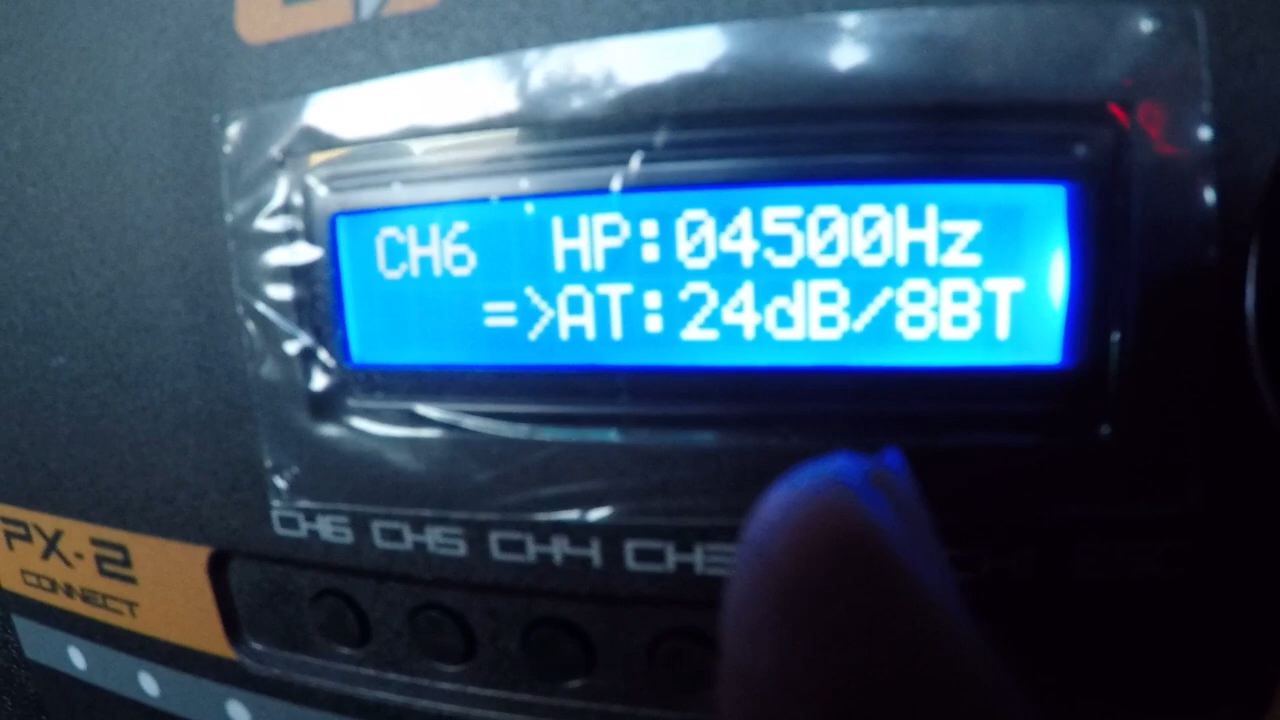 CH6 HP:04500Hz
=>AT:24dB/8BT
CH6 CH5 CH4 CH3
PX-2
CONNECT